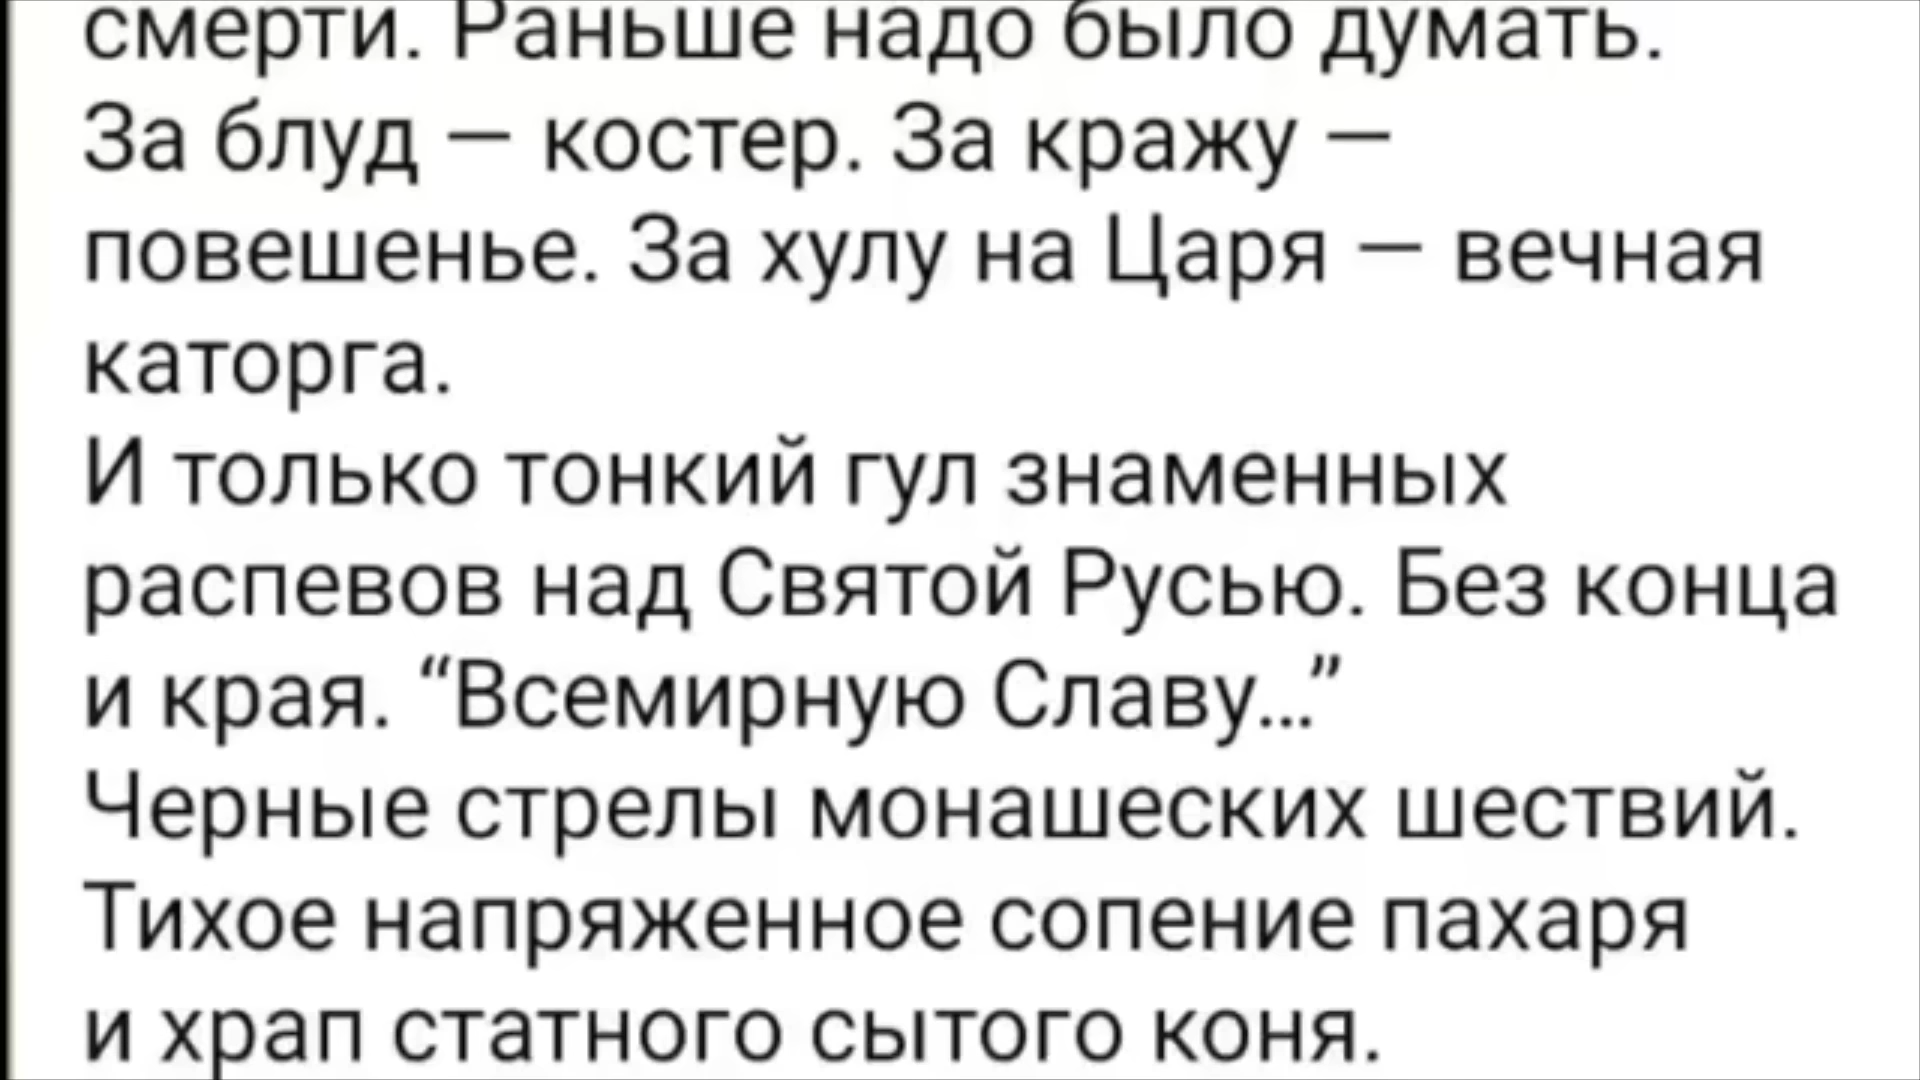 смерти. Раньше надо было думать.
За блуд — костер. За кражу —
повешенье. За хулу на Царя — вечная
каторга.
И только тонкий гул знаменных
распевов над Святой Русью. Без конца
и края. “Всемирную Славу...”
Черные стрелы монашеских шествий.
Тихое напряженное сопение пахаря
и храп статного сытого коня.